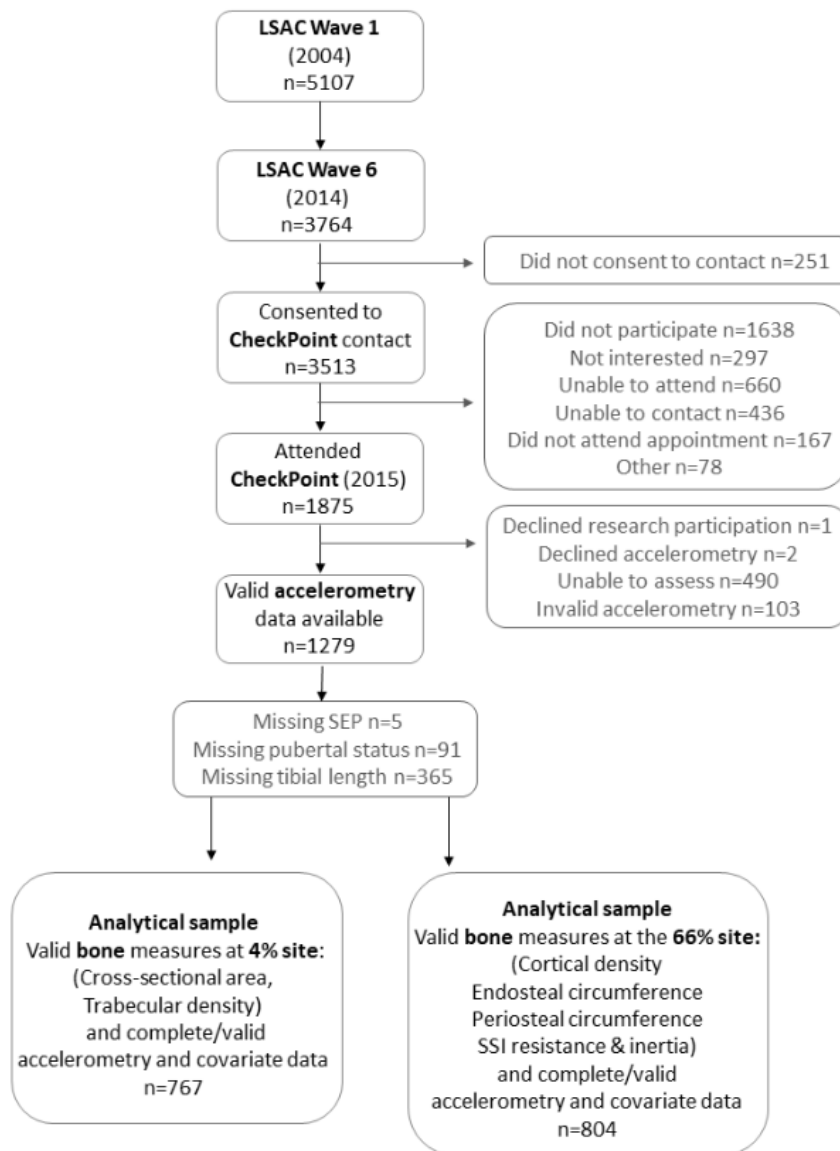 LSAC Wave 1
(2004)
n=5107
LSAC Wave 6
(2014)
n=3764
Did not consent to contact n=251
Consented to
CheckPoint contact
n=3513
Did not participate n=1638
Not interested n=297
Unable to attend n=660
Unable to contact n=436
Did not attend appointment n=167
Other n=78
Attended
CheckPoint (2015)
n=1875
Declined research participation n=1
Declined accelerometry n=2
Unable to assess n=490
Invalid accelerometry n=103
Valid accelerometry
data available
n=1279
Missing SEP n=5
Missing pubertal status n=91
Missing tibial length n=365
Analytical sample
Valid bone measures at 4% site:
(Cross-sectional area,
Trabecular density)
and complete/valid
accelerometry and covariate data
n=767
Analytical sample
Valid bone measures at the 66% site:
(Cortical density
Endosteal circumference
Periosteal circumference
SSI resistance & inertia)
and complete/valid
accelerometry and covariate data
n=804